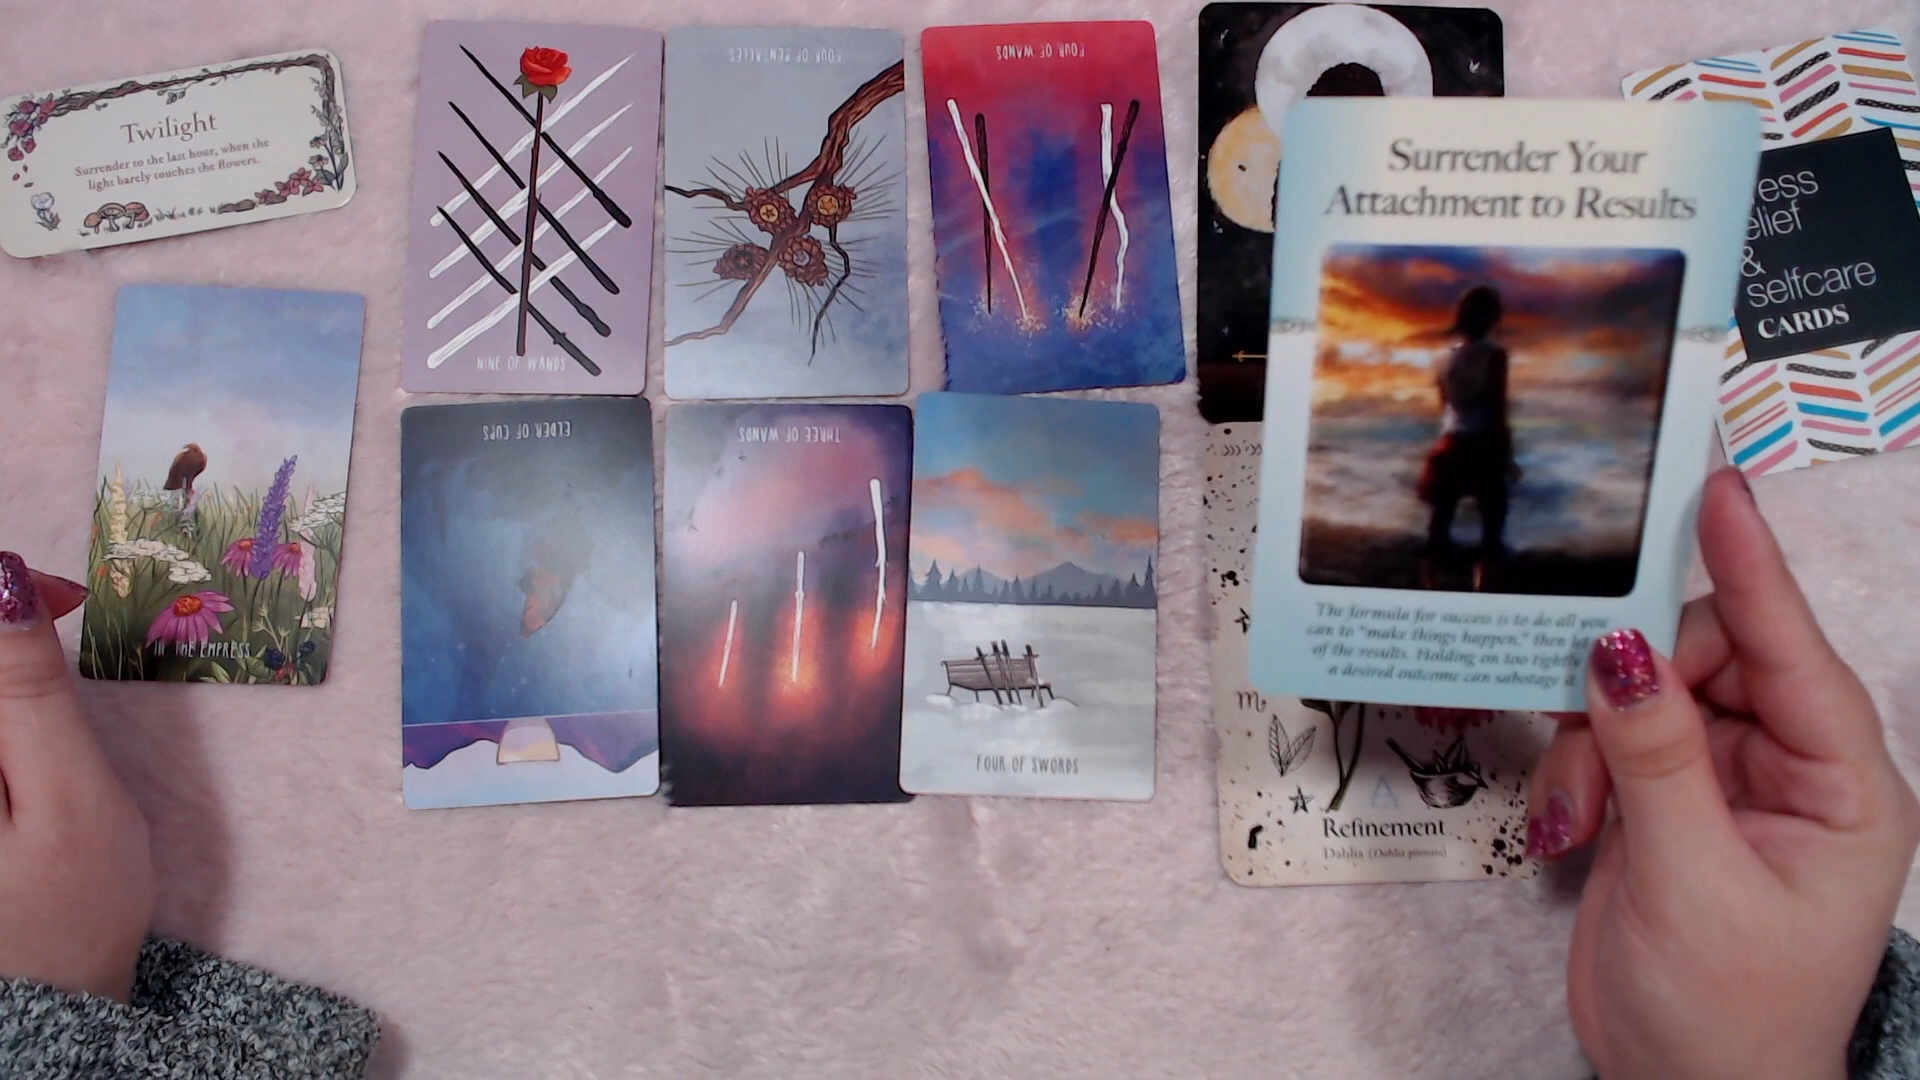 Twilight
Surrender to the last hour, when the
light barely touches the flowers.
NINE OF WANDS
FOUR OF PENTACLES
FOUR OF WANDS
III THE EMPRESS
ELDER OF CUPS
THREE OF WANDS
FOUR OF SWORDS
Surrender Your
Attachment to Results
The formula for success is to do all you
can to "make things happen," then let
of the results. Holding on too tightly
a desired outcome can sabotage it.
Refinement
Dahlia (Dahlia pinnata)
ess
elief
&
selfcare
CARDS